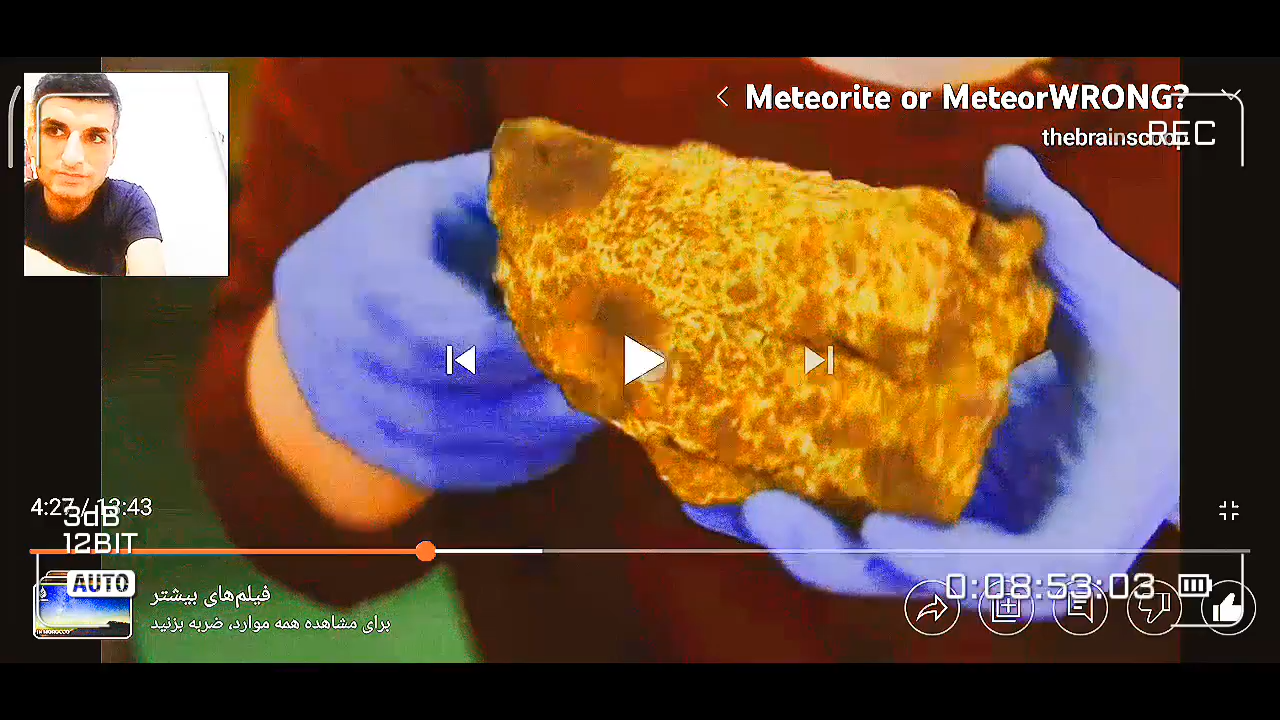 Meteorite or MeteorWRONG?
REC
thebrainscoop
4:27 / 13:43
3dB
12BIT
AUTO
فیلم‌های بیشتر
برای مشاهده همه موارد، ضربه بزنید
0:08:53:03